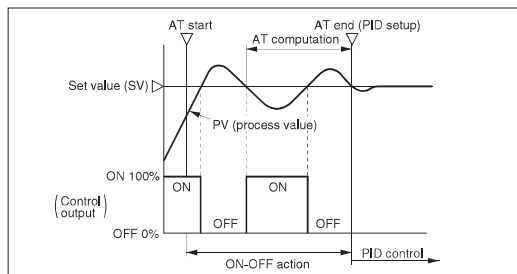 AT start
AT end (PID setup)
AT computation
Set value (SV)
PV (process value)
ON 100%
ON
ON
(Control output)
OFF
OFF
OFF 0%
ON-OFF action
PID control